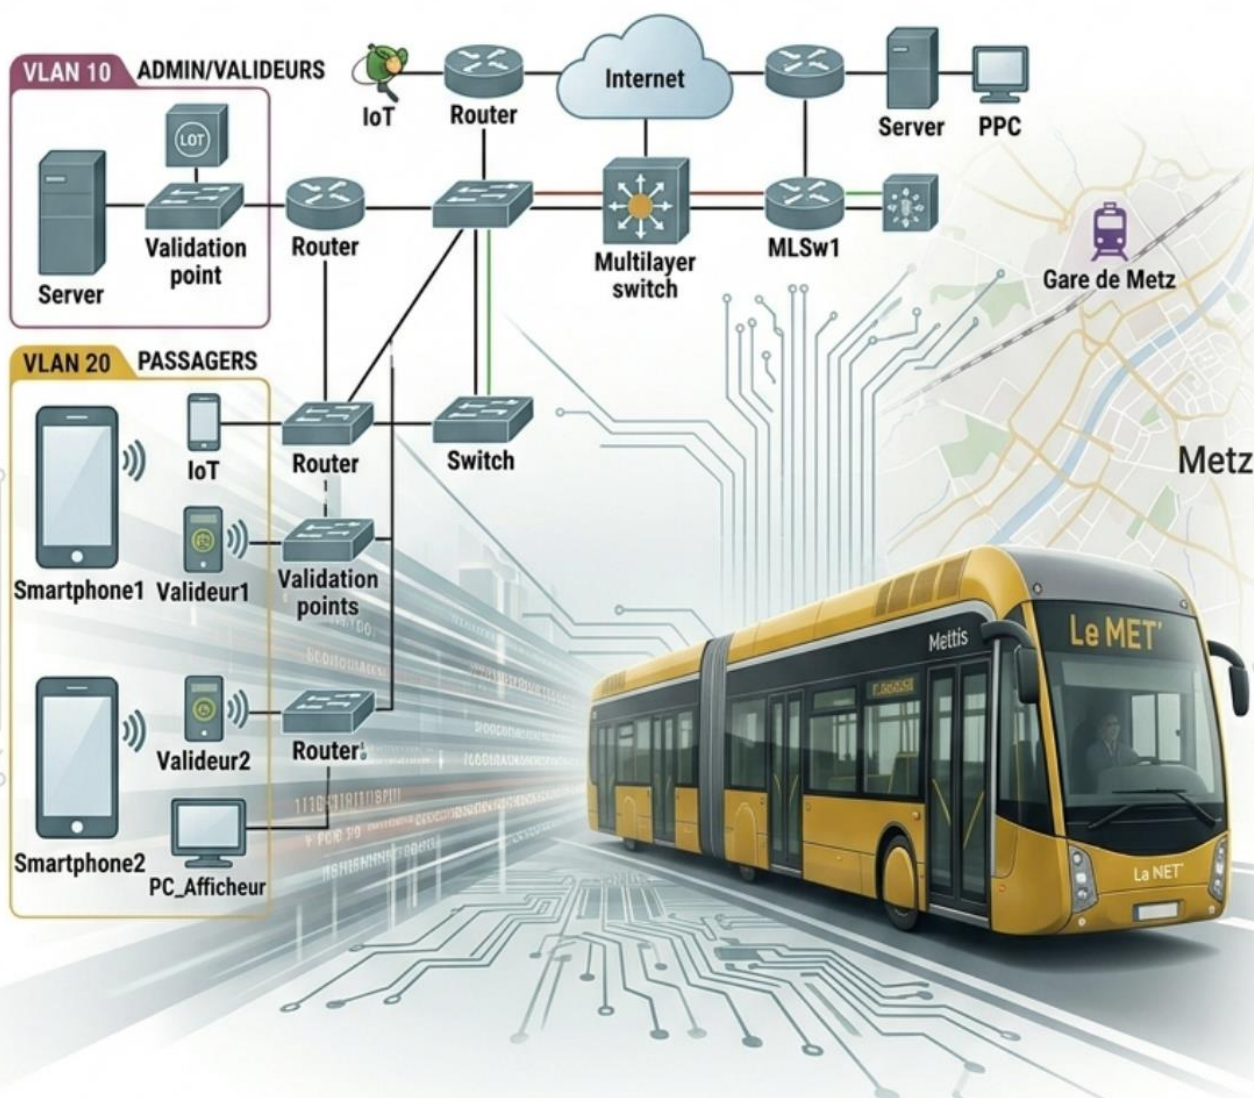 VLAN 10 ADMIN/VALIDEURS
IoT
Router
Internet
Server
PPC
LOT
Server
Validation
point
Router
Multilayer
switch
MLSw1
Gare de Metz
VLAN 20 PASSAGERS
Smartphone1
IoT
Router
Switch
Metz
Valideur1
Validation
points
Smartphone2
Valideur2
Router
PC_Afficheur
Mettis
Le MET'
La NET'